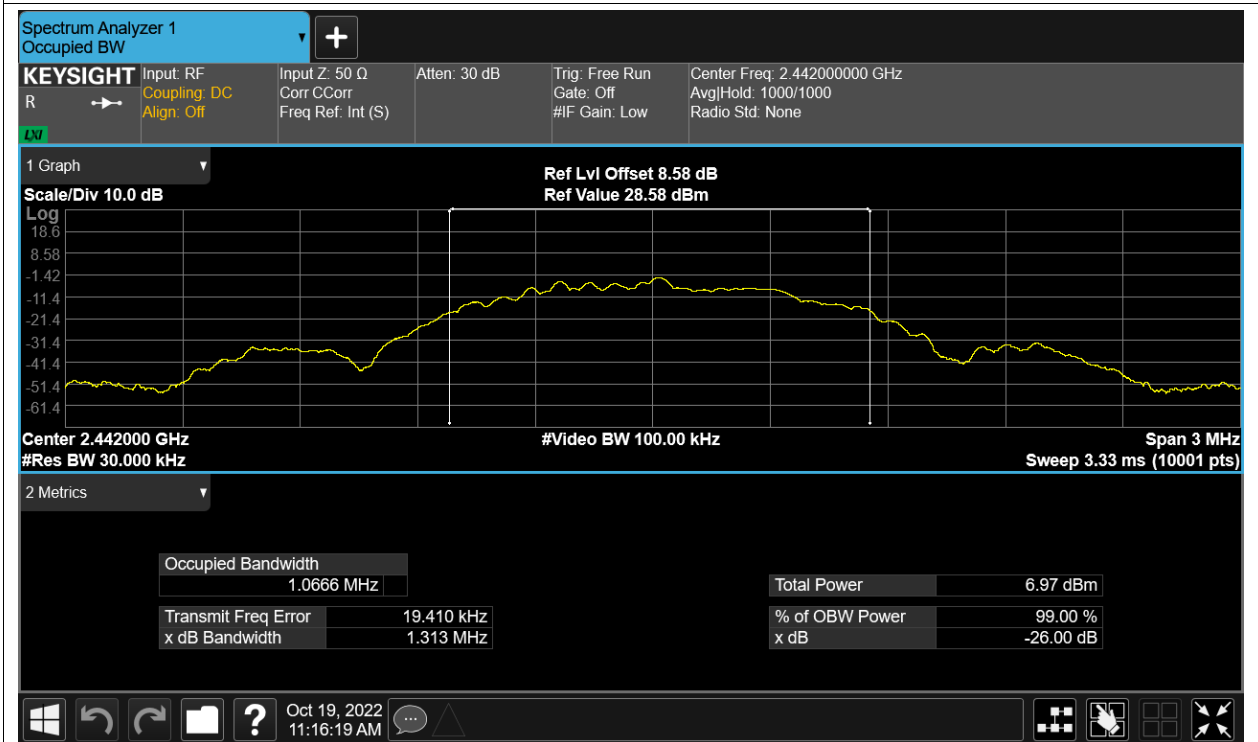 Spectrum Analyzer 1
Occupied BW
KEYSIGHT
R
LXI
Input: RF
Coupling: DC
Align: Off
Input Z: 50 Ω
Corr CCorr
Freq Ref: Int (S)
Atten: 30 dB
Trig: Free Run
Gate: Off
#IF Gain: Low
Center Freq: 2.442000000 GHz
Avg|Hold: 1000/1000
Radio Std: None
1 Graph
Scale/Div 10.0 dB
Ref Lvl Offset 8.58 dB
Ref Value 28.58 dBm
Log
18.6
8.58
-1.42
-11.4
-21.4
-31.4
-41.4
-51.4
-61.4
Center 2.442000 GHz
#Video BW 100.00 kHz
Span 3 MHz
#Res BW 30.000 kHz
Sweep 3.33 ms (10001 pts)
2 Metrics
Occupied Bandwidth
1.0666 MHz
Transmit Freq Error 19.410 kHz
x dB Bandwidth 1.313 MHz
Total Power 6.97 dBm
% of OBW Power 99.00 %
x dB -26.00 dB
?
Oct 19, 2022
11:16:19 AM